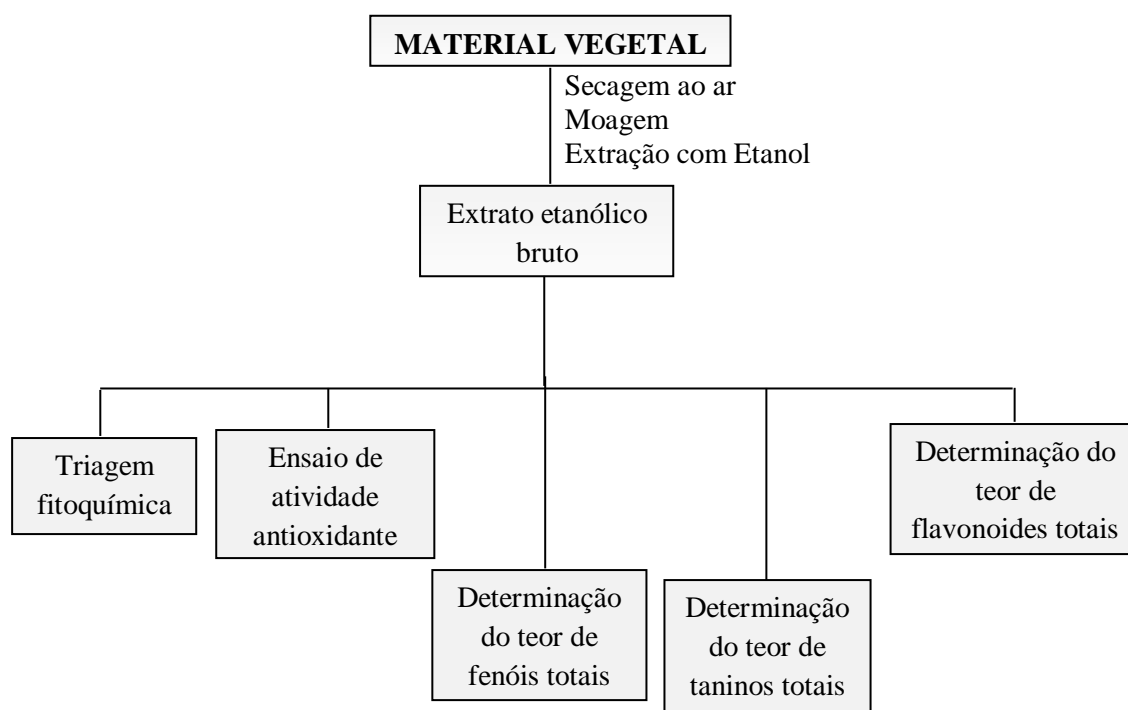 MATERIAL VEGETAL
Secagem ao ar
Moagem
Extração com Etanol
Extrato etanólico
bruto
Triagem
fitoquímica
Ensaio de
atividade
antioxidante
Determinação
do teor de
fenóis totais
Determinação
do teor de
taninos totais
Determinação do
teor de
flavonoides totais